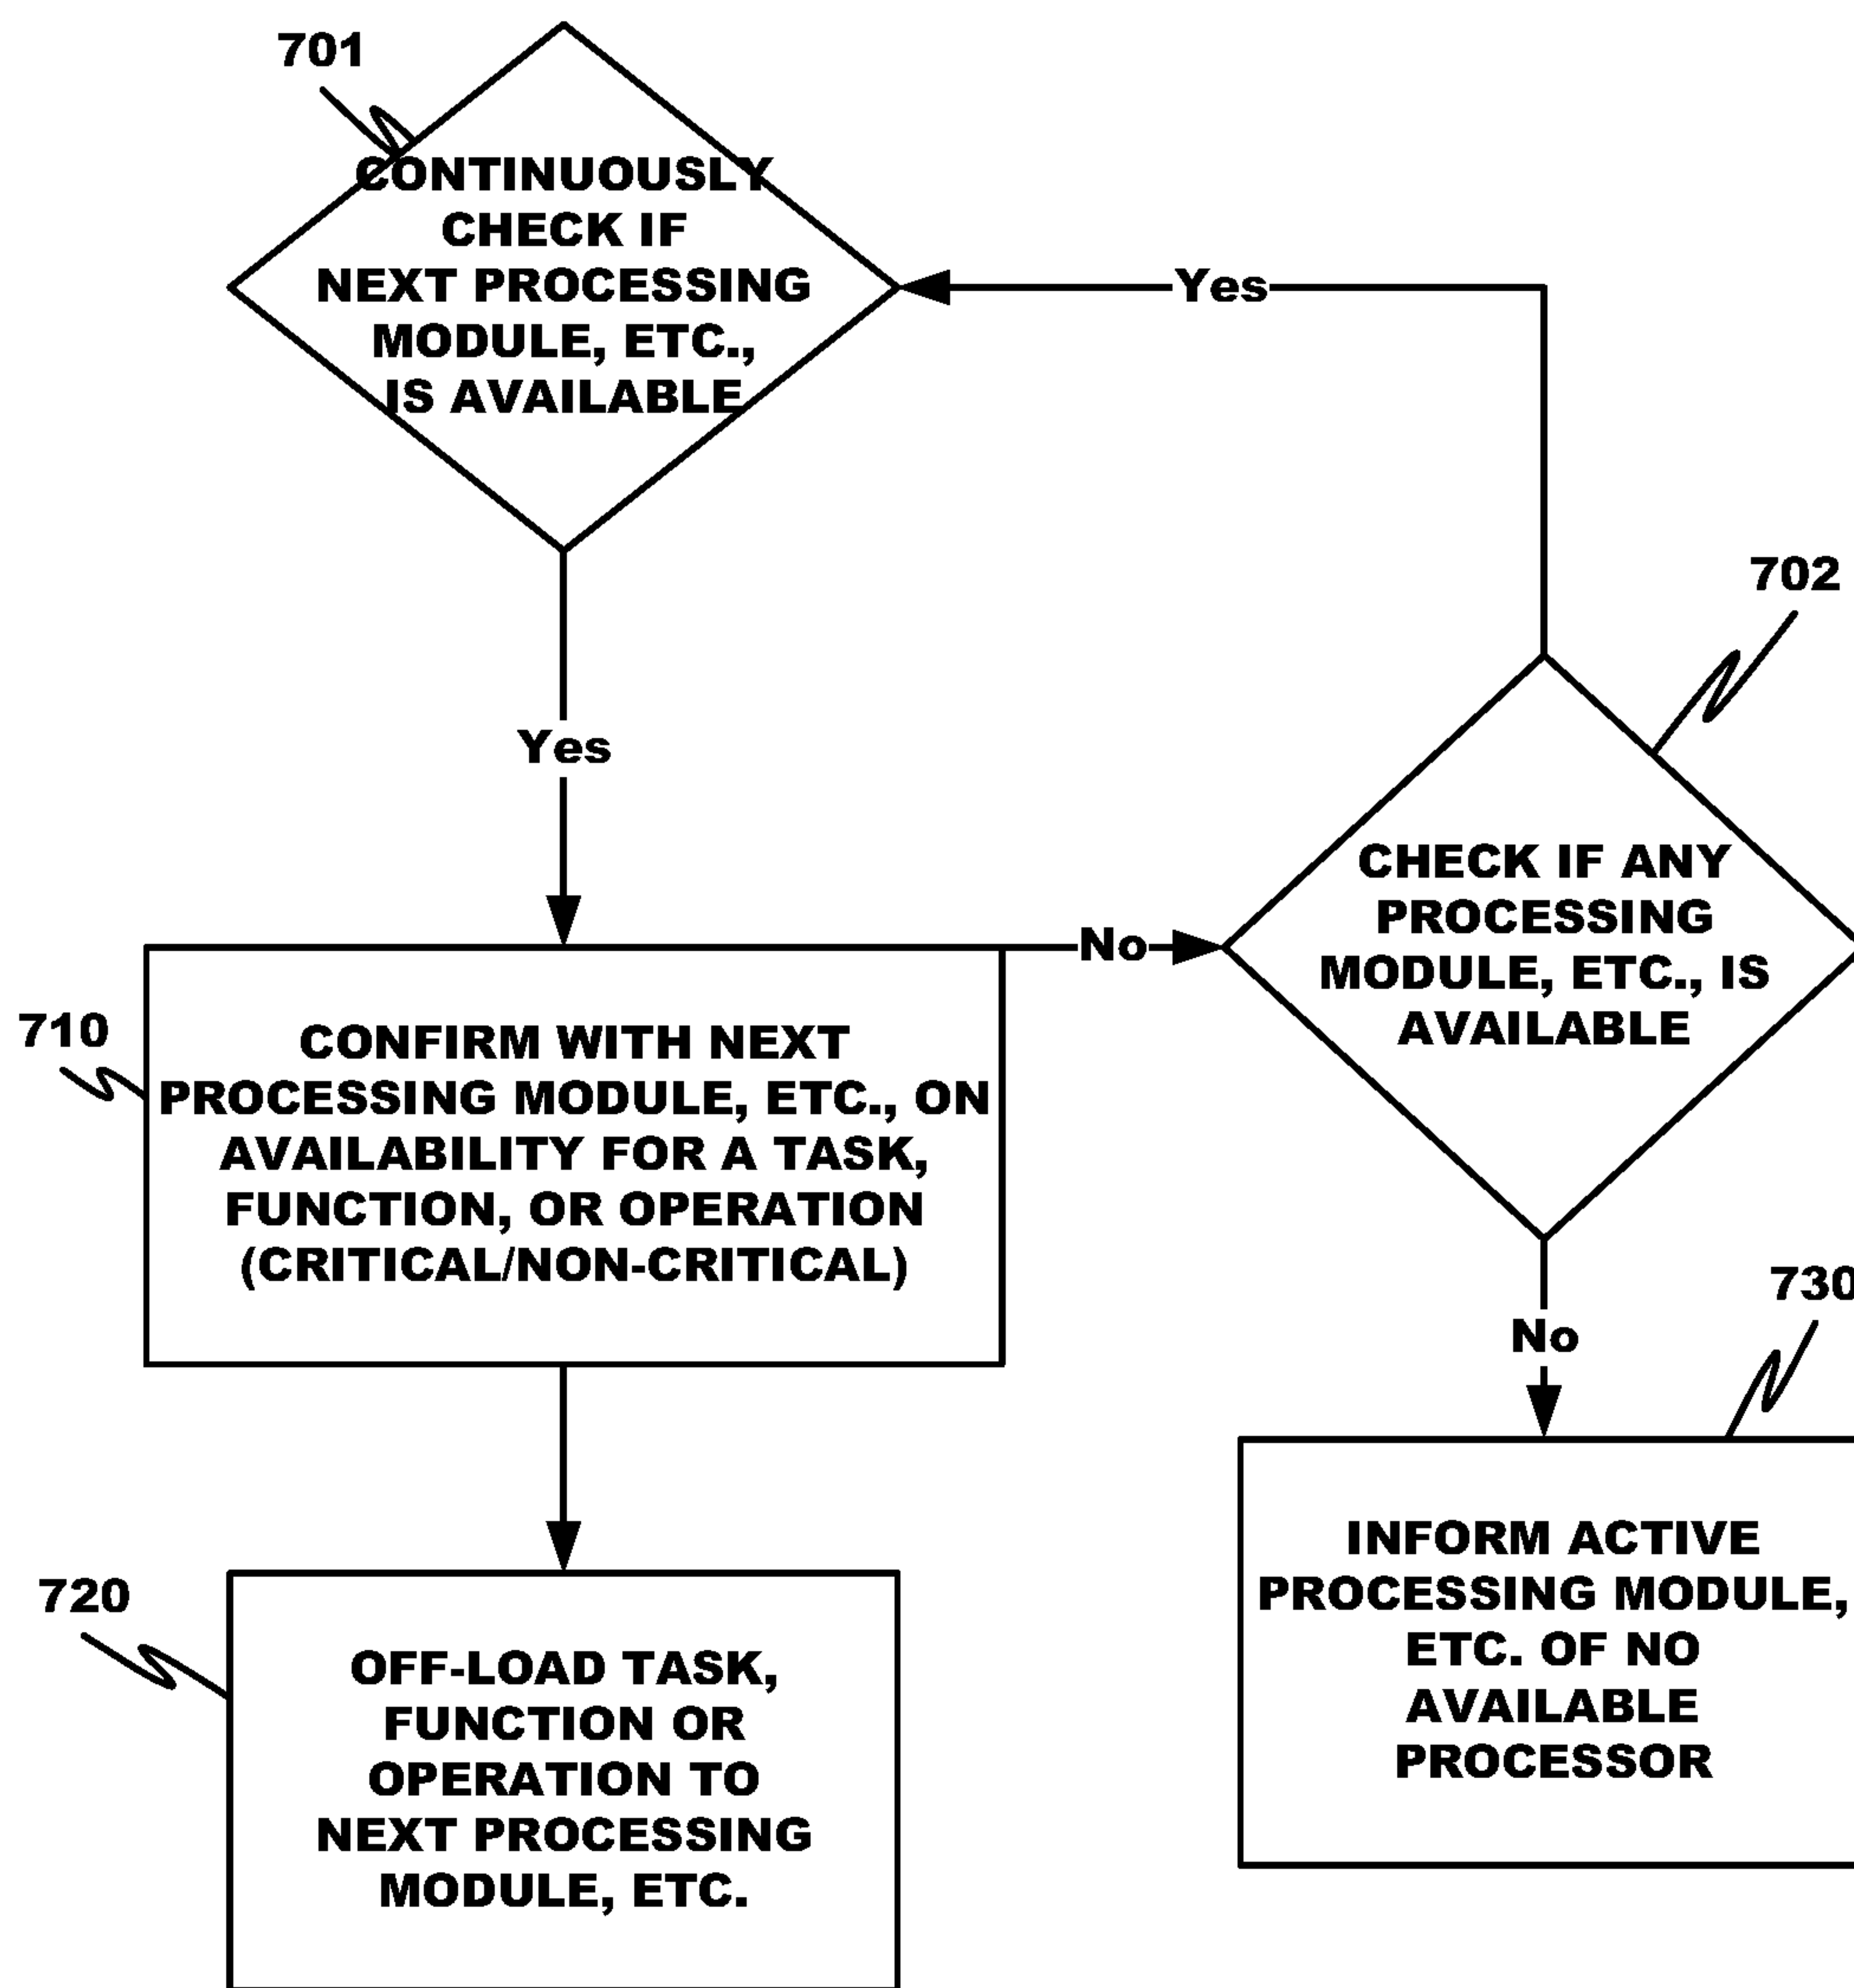 701
CONTINUOUSLY
CHECK IF
NEXT PROCESSING
MODULE, ETC.,
IS AVAILABLE
Yes
702
Yes
CHECK IF ANY
PROCESSING
MODULE, ETC., IS
AVAILABLE
No
710
CONFIRM WITH NEXT
PROCESSING MODULE, ETC., ON
AVAILABILITY FOR A TASK,
FUNCTION, OR OPERATION
(CRITICAL/NON-CRITICAL)
730
No
720
OFF-LOAD TASK,
FUNCTION OR
OPERATION TO
NEXT PROCESSING
MODULE, ETC.
INFORM ACTIVE
PROCESSING MODULE,
ETC. OF NO
AVAILABLE
PROCESSOR